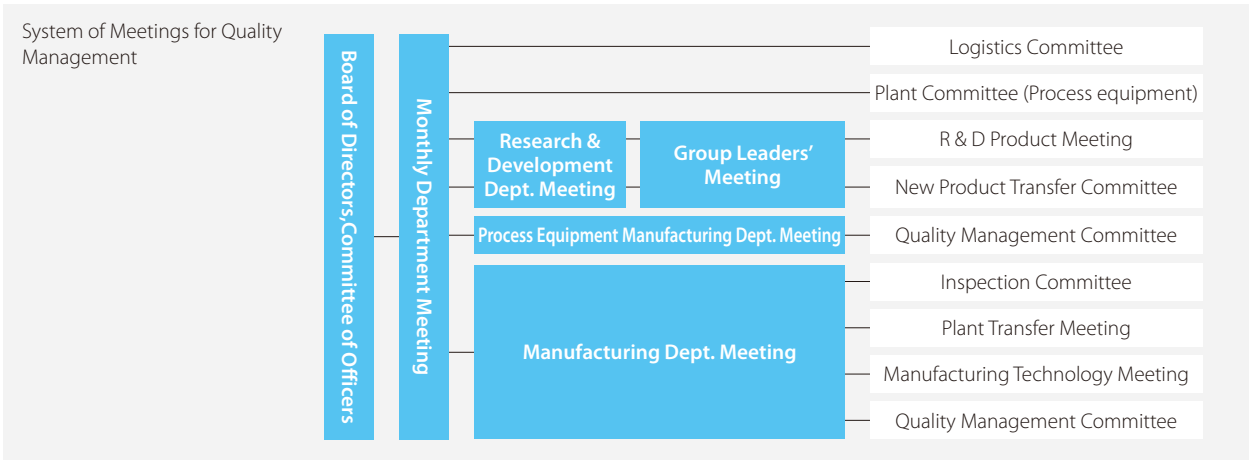 System of Meetings for Quality
Management
Board of Directors,Committee of Officers
Monthly Department Meeting
Research &
Development
Dept. Meeting
Group Leaders’
Meeting
Process Equipment Manufacturing Dept. Meeting
Manufacturing Dept. Meeting
Logistics Committee
Plant Committee (Process equipment)
R & D Product Meeting
New Product Transfer Committee
Quality Management Committee
Inspection Committee
Plant Transfer Meeting
Manufacturing Technology Meeting
Quality Management Committee